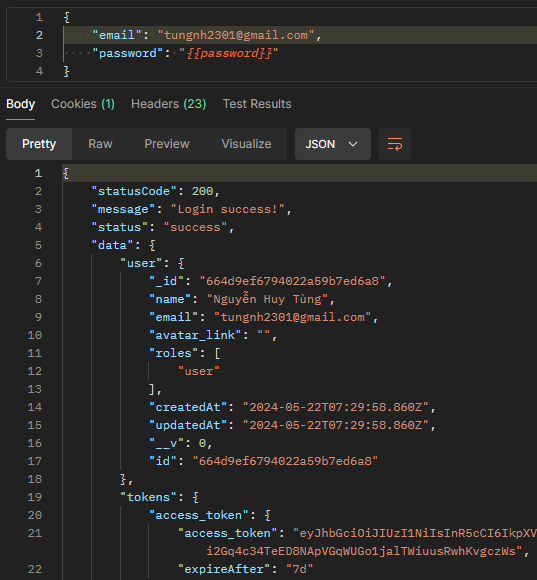 1 {
2 "email": "tungnh2301@gmail.com",
3 "password": "{{password}}"
4 }
Body Cookies (1) Headers (23) Test Results
Pretty Raw Preview Visualize JSON
1 {
2 "statusCode": 200,
3 "message": "Login success!",
4 "status": "success",
5 "data": {
6 "user": {
7 "_id": "664d9ef6794022a59b7ed6a8",
8 "name": "Nguyễn Huy Tùng",
9 "email": "tungnh2301@gmail.com",
10 "avatar_link": "",
11 "roles": [
12 "user"
13 ],
14 "createdAt": "2024-05-22T07:29:58.860Z",
15 "updatedAt": "2024-05-22T07:29:58.860Z",
16 "__v": 0,
17 "id": "664d9ef6794022a59b7ed6a8"
18 },
19 "tokens": {
20 "access_token": {
21 "access_token": "eyJhbGciOiJIUzI1NiIsInR5cCI6IkpXV
i2Gq4c34TeED8NApVGqWUGo1jalTWiuusRwhKvgczWs",
22 "expireAfter": "7d"